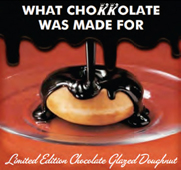 WHAT CHOKKOLATE
WAS MADE FOR
Limited Edition Chocolate Glazed Doughnut